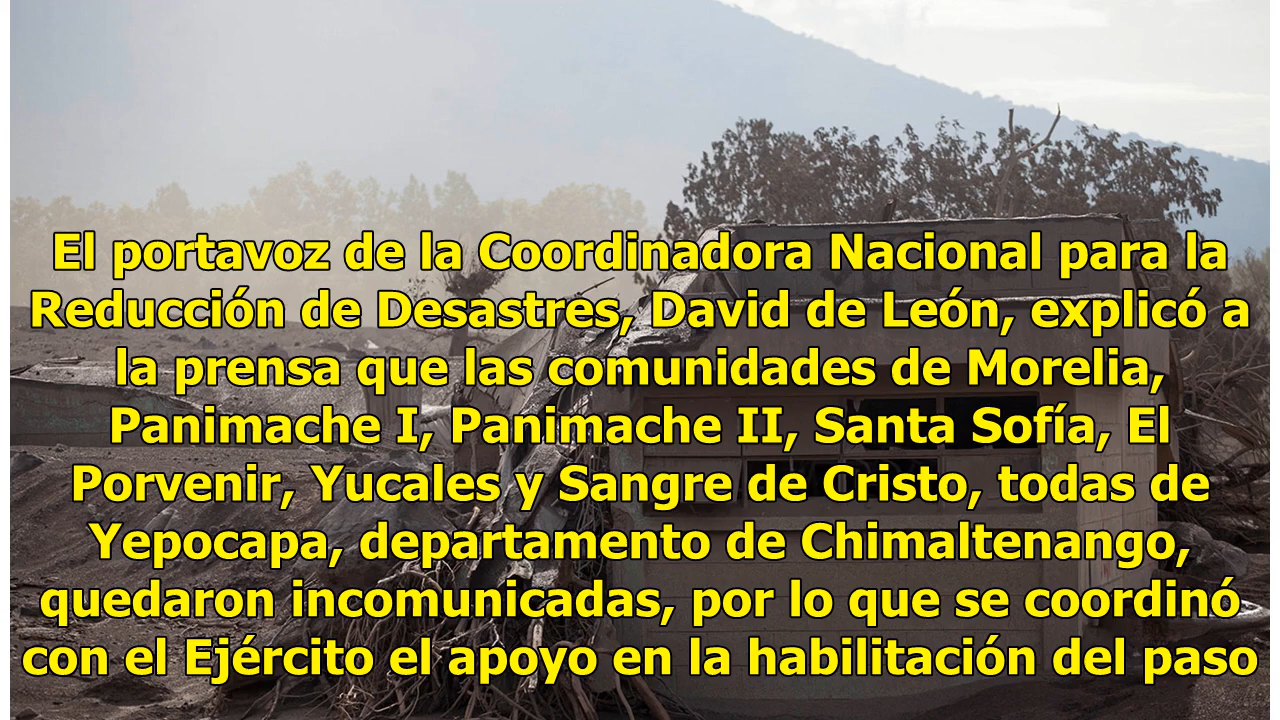 El portavoz de la Coordinadora Nacional para la
Reducción de Desastres, David de León, explicó a
la prensa que las comunidades de Morelia,
Panimache I, Panimache II, Santa Sofía, El
Porvenir, Yucales y Sangre de Cristo, todas de
Yepocapa, departamento de Chimaltenango,
quedaron incomunicadas, por lo que se coordinó
con el Ejército el apoyo en la habilitación del paso